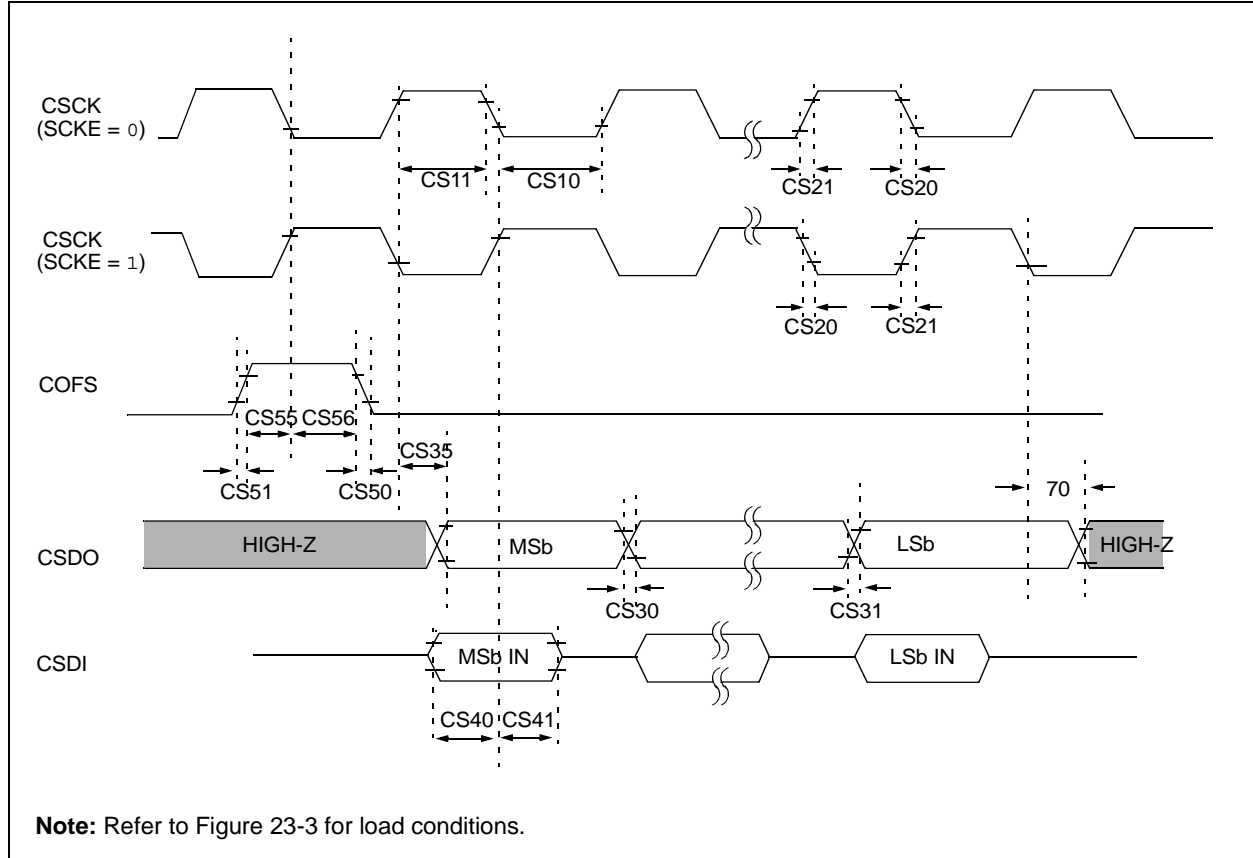 CSCK
(SCKE = 0)
CS11
CS10
CS21
CS20
CSCK
(SCKE = 1)
CS20
CS21
COFS
CS55
CS56
CS35
CS51
CS50
70
CSDO
HIGH-Z
MSb
LSb
HIGH-Z
CS30
CS31
CSDI
MSb IN
LSb IN
CS40
CS41
Note: Refer to Figure 23-3 for load conditions.